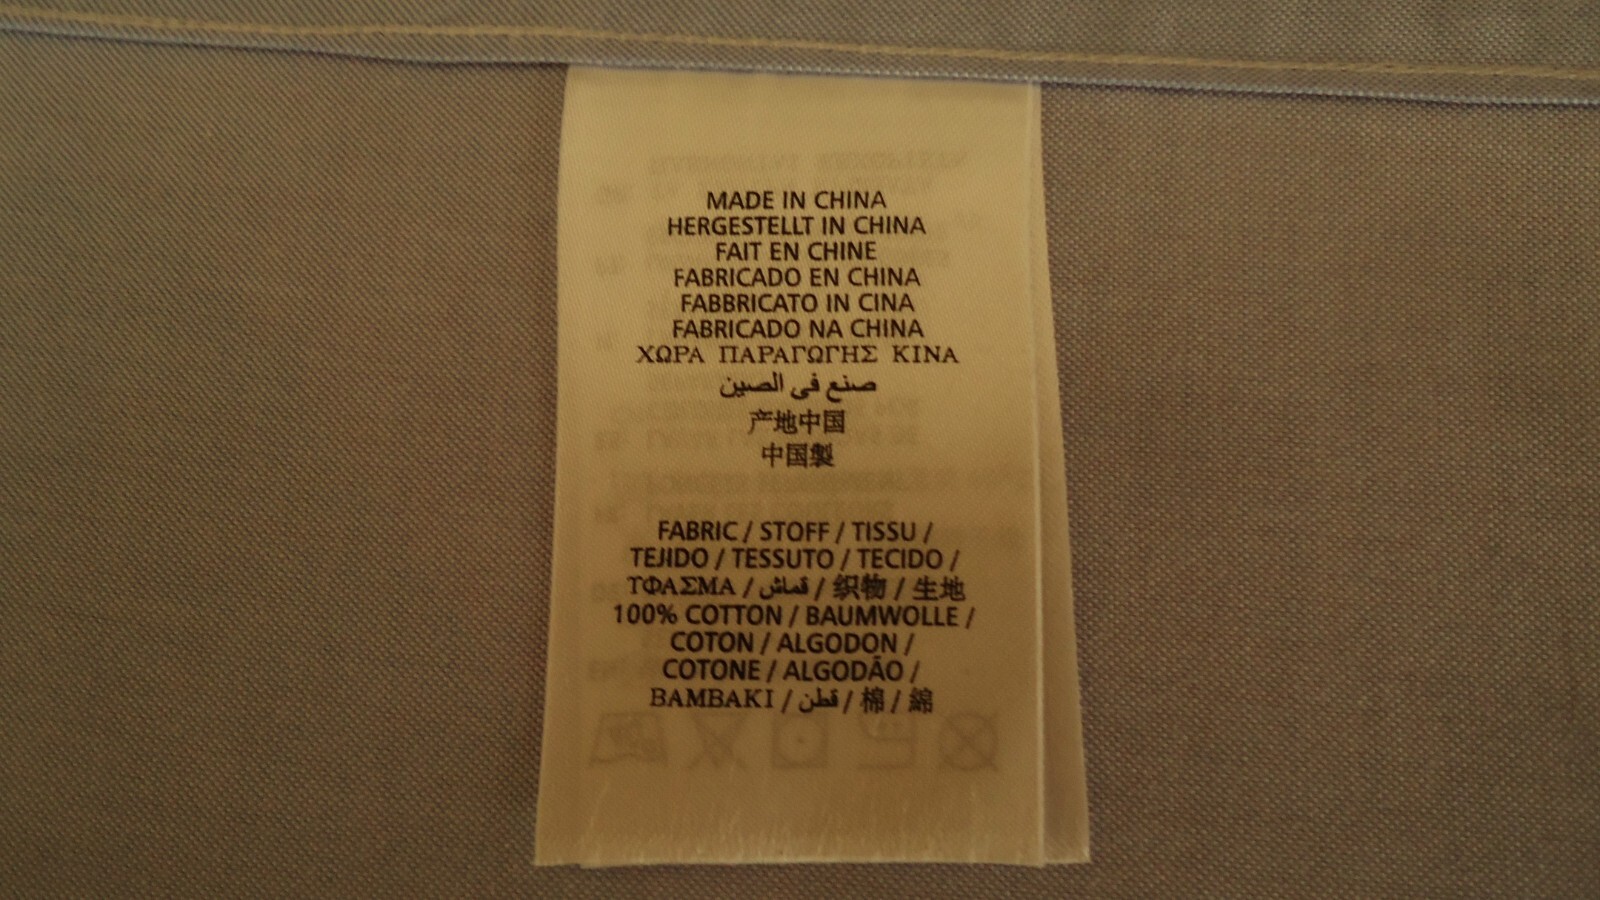 MADE IN CHINA
HERGESTELLT IN CHINA
FAIT EN CHINE
FABRICADO EN CHINA
FABBRICATO IN CINA
FABRICADO NA CHINA
ΧΩΡΑ ΠΑΡΑΓΩΓΗΣ ΚΙΝΑ
صنع فى الصين
产地中国
中国製
FABRIC / STOFF / TISSU /
TEJIDO / TESSUTO / TECIDO /
ΤΦΑΣΜΑ / قماش / 织物 / 生地
100% COTTON / BAUMWOLLE /
COTON / ALGODON /
COTONE / ALGODÃO /
BAMBAKI / قطن / 棉 / 綿